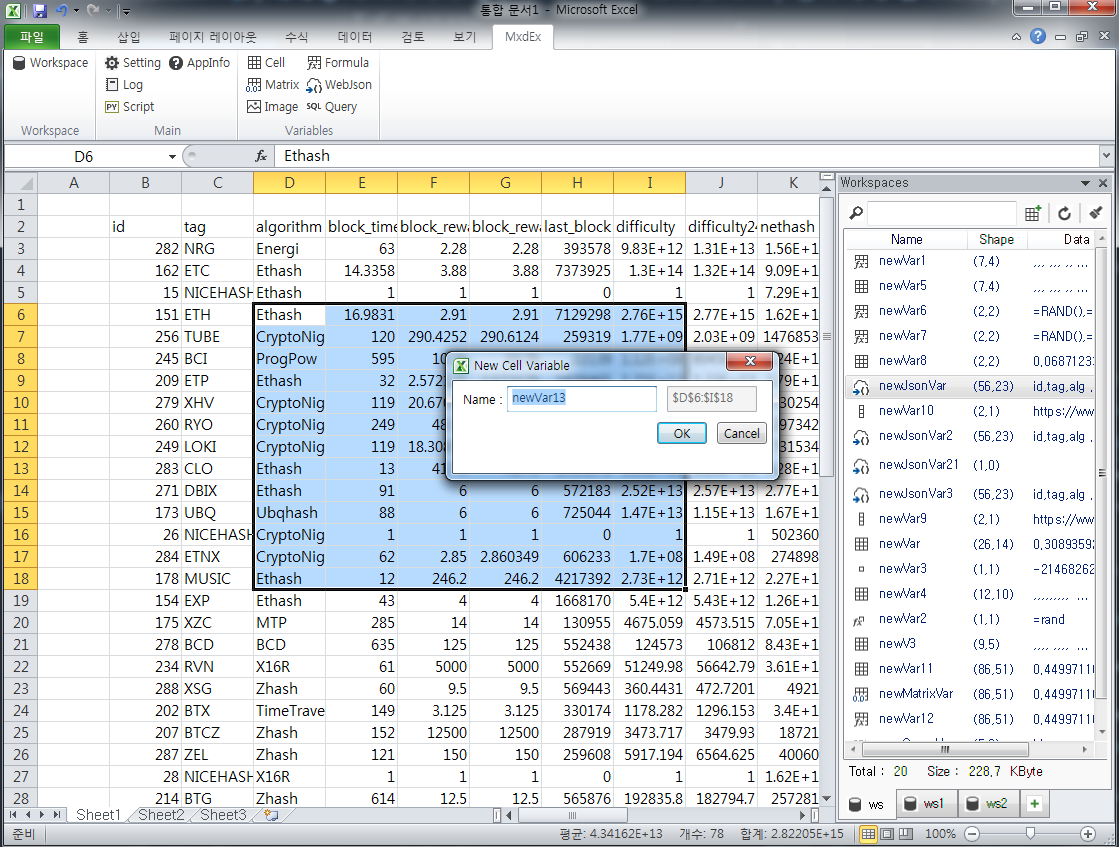 통합 문서1 - Microsoft Excel
파일 홈 삽입 페이지 레이아웃 수식 데이터 검토 보기 MxdEx
Workspace Setting AppInfo Cell Formula
Log Matrix WebJson
PY Script Image SQL Query
Workspace Main Variables
D6 fx Ethash
A B C D E F G H I J K
1
2 id tag algorithm block_time block_rewa block_rewa last_block difficulty difficulty24 nethash
3 282 NRG Energi 63 2.28 2.28 393578 9.83E+12 1.31E+13 1.56E+1
4 162 ETC Ethash 14.3358 3.88 3.88 7373925 1.3E+14 1.32E+14 9.09E+1
5 15 NICEHASH Ethash 1 1 1 0 1 1 7.29E+1
6 151 ETH Ethash 16.9831 2.91 2.91 7129298 2.76E+15 2.77E+15 1.62E+1
7 256 TUBE CryptoNig 120 290.4252 290.6124 259319 1.77E+09 2.03E+09 1476853
8 245 BCI ProgPow 595 10 24E+1
9 209 ETP Ethash 32 2.572 79E+1
10 279 XHV CryptoNig 119 20.670 30254
11 260 RYO CryptoNig 249 48 97342
12 249 LOKI CryptoNig 119 18.308 31534
13 283 CLO Ethash 13 41 28E+1
14 271 DBIX Ethash 91 6 6 572183 2.52E+13 2.57E+13 2.77E+1
15 173 UBQ Ubqhash 88 6 6 725044 1.47E+13 1.15E+13 1.67E+1
16 26 NICEHASH CryptoNig 1 1 1 0 1 1 502360
17 284 ETNX CryptoNig 62 2.85 2.860349 606233 1.7E+08 1.49E+08 274898
18 178 MUSIC Ethash 12 246.2 246.2 4217392 2.73E+12 2.71E+12 2.27E+1
19 154 EXP Ethash 43 4 4 1668170 5.4E+12 5.43E+12 1.26E+1
20 175 XZC MTP 285 14 14 130955 4675.059 4573.515 7.05E+1
21 278 BCD BCD 635 125 125 552438 124573 106812 8.43E+1
22 234 RVN X16R 61 5000 5000 552669 51249.98 56642.79 3.61E+1
23 288 XSG Zhash 60 9.5 9.5 569443 360.4431 472.7201 4921
24 202 BTX TimeTrave 149 3.125 3.125 330174 1178.282 1296.153 3.4E+1
25 207 BTCZ Zhash 152 12500 12500 287919 3473.717 3479.93 18721
26 287 ZEL Zhash 121 150 150 259608 5917.194 6564.625 40060
27 28 NICEHASH X16R 1 1 1 0 1 1 1.62E+1
28 214 BTG Zhash 614 12.5 12.5 565876 192835.8 182794.7 257281
New Cell Variable
Name : newVar13 $D$6:$I$18
OK Cancel
Workspaces
Name Shape Data
newVar1 (7,4) ,,,, ,,,, ,, ...
newVar5 (7,4) ,,,, ,,,, ,, ...
newVar6 (2,2) =RAND(),=
newVar7 (2,2) =RAND(),=
newVar8 (2,2) 0,0687123
newJsonVar (56,23) id,tag,alg ,
newVar10 (2,1) https://ww
newJsonVar2 (56,23) id,tag,alg ,
newJsonVar21 (1,0)
newJsonVar3 (56,23) id,tag,alg ,
newVar9 (2,1) https://ww
newVar (26,14) 0,3089359
newVar3 (1,1) -21468262
newVar4 (12,10) ,,,,,,,,, ...
newVar2 (1,1) =rand
newV3 (9,5) ,,,, ,,,, ...
newVar11 (86,51) 0,4499711
newMatrixVar (86,51) 0,4499711
newVar12 (86,51) 0,4499711
Total : 20 Size : 228,7 KByte
ws ws1 ws2
Sheet1 Sheet2 Sheet3
준비 평균: 4.34162E+13 개수: 78 합계: 2.82205E+15 100%